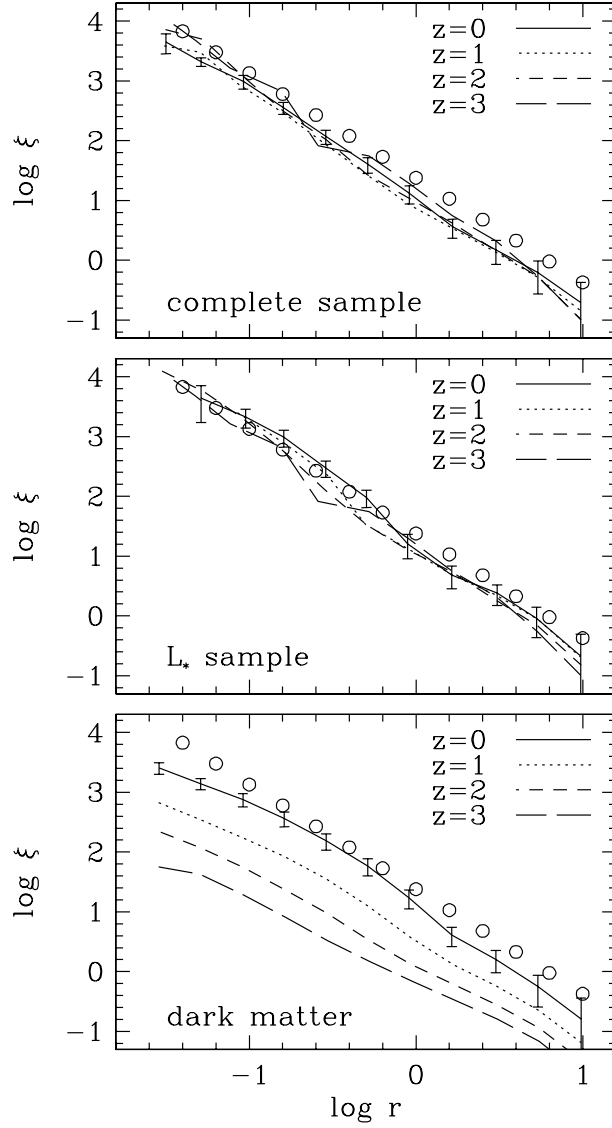 4
3
2
1
0
−1
log ξ
z=0
z=1
z=2
z=3
complete sample
4
3
2
1
0
−1
log ξ
z=0
z=1
z=2
z=3
L* sample
4
3
2
1
0
−1
log ξ
z=0
z=1
z=2
z=3
dark matter
−1 0 1
log r